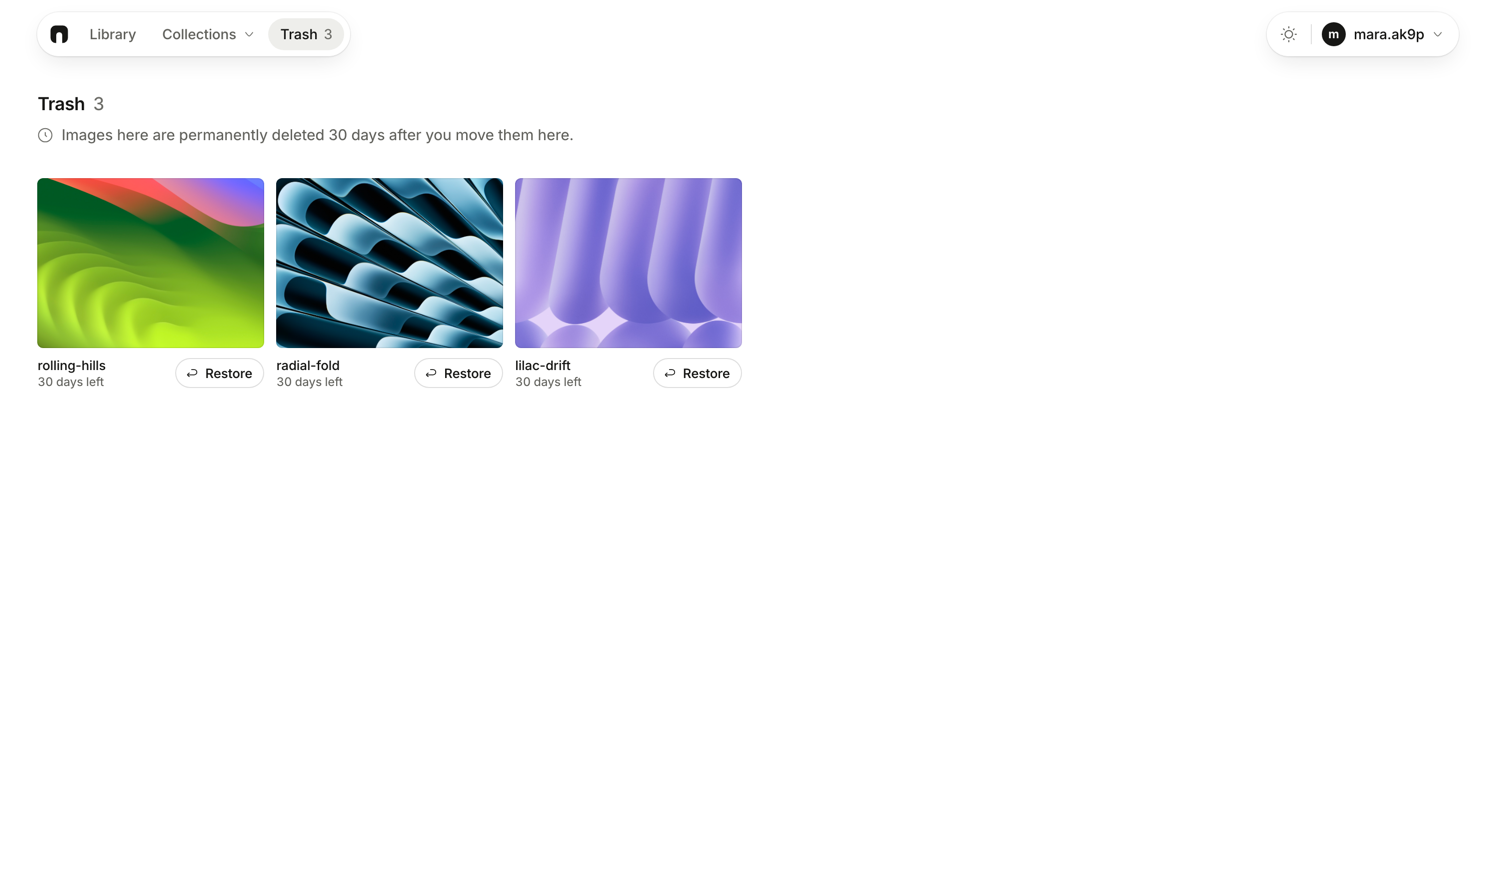 Library Collections Trash 3
m mara.ak9p
Trash 3
Images here are permanently deleted 30 days after you move them here.
rolling-hills
30 days left
Restore
radial-fold
30 days left
Restore
lilac-drift
30 days left
Restore